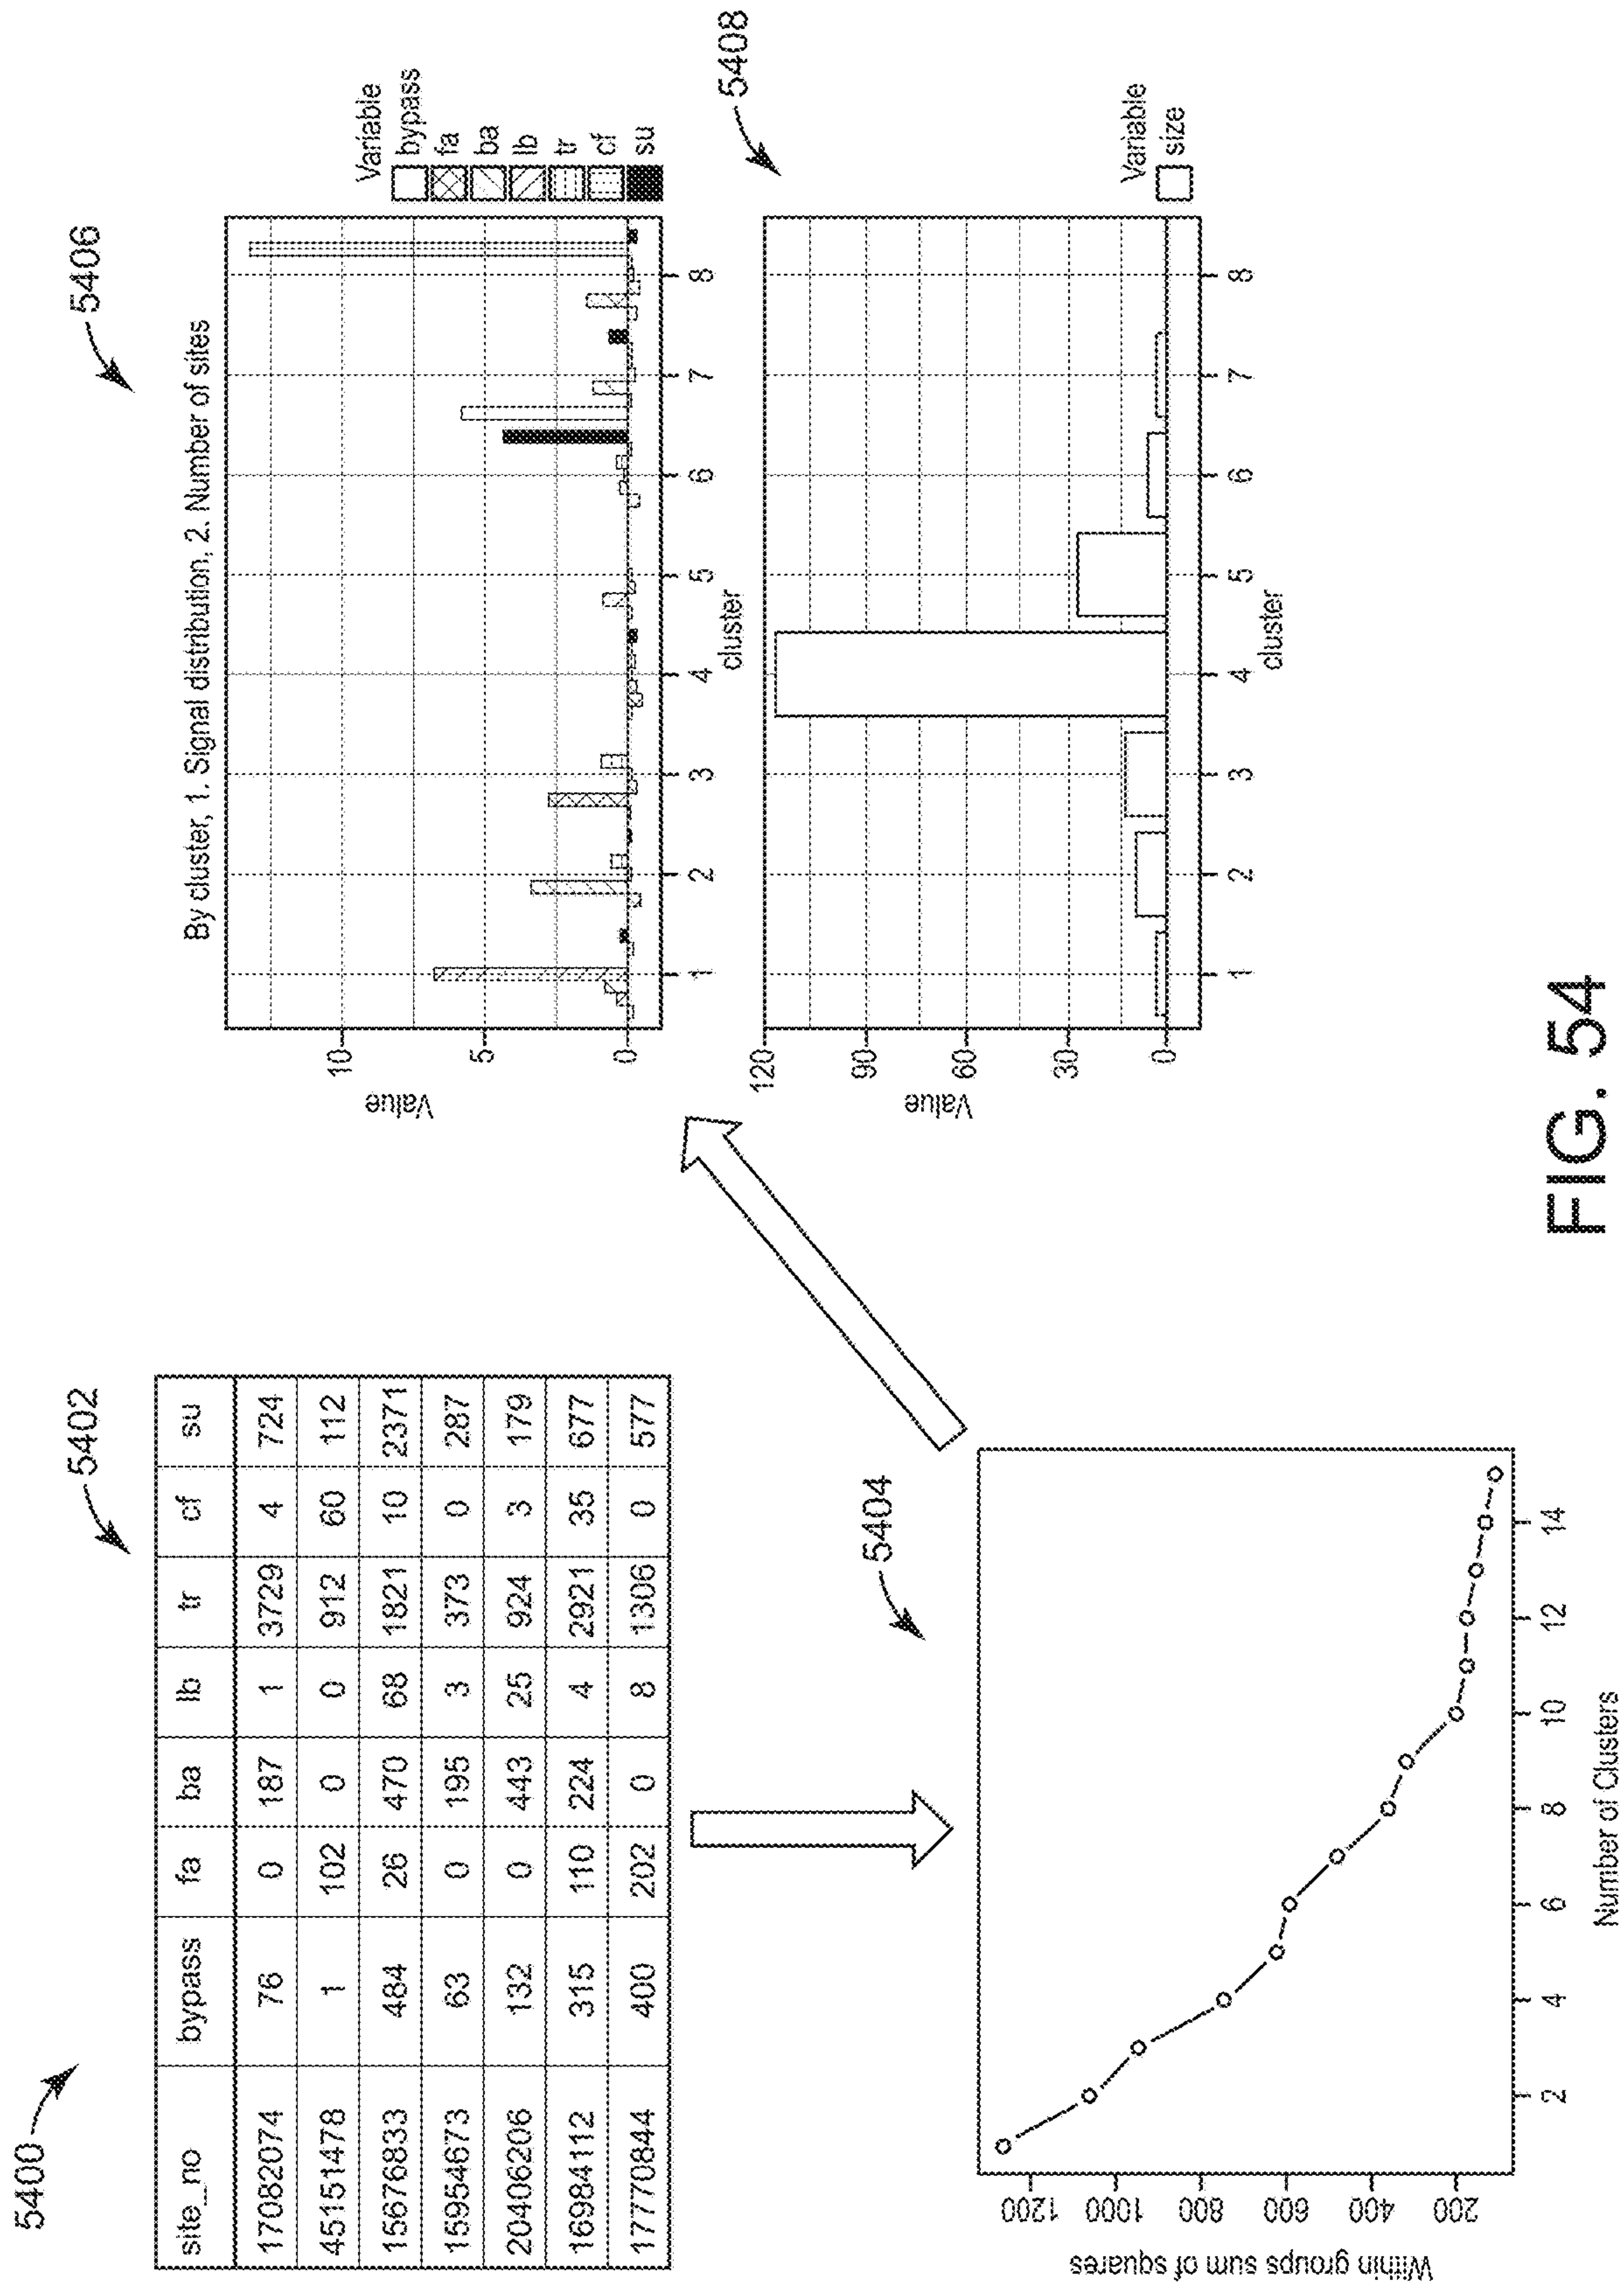 5400
5402
site_no bypass fa ba lb tr cf su
17082074 76 0 187 1 3729 4 724
45151478 1 102 0 0 912 60 112
15676833 484 26 470 68 1821 10 2371
15954673 63 0 195 3 373 0 287
20406206 132 0 443 25 924 3 179
16984112 315 110 224 4 2921 35 677
17770844 400 202 0 8 1306 0 577
5404
Within groups sum of squares
1200
1000
800
600
400
200
2 4 6 8 10 12 14
Number of Clusters
5406
By cluster, 1. Signal distribution, 2. Number of sites
Value
10
5
0
1 2 3 4 5 6 7 8
cluster
Variable
bypass
fa
ba
lb
tr
cf
su
5408
Value
120
90
60
30
0
1 2 3 4 5 6 7 8
cluster
Variable
size
FIG. 54